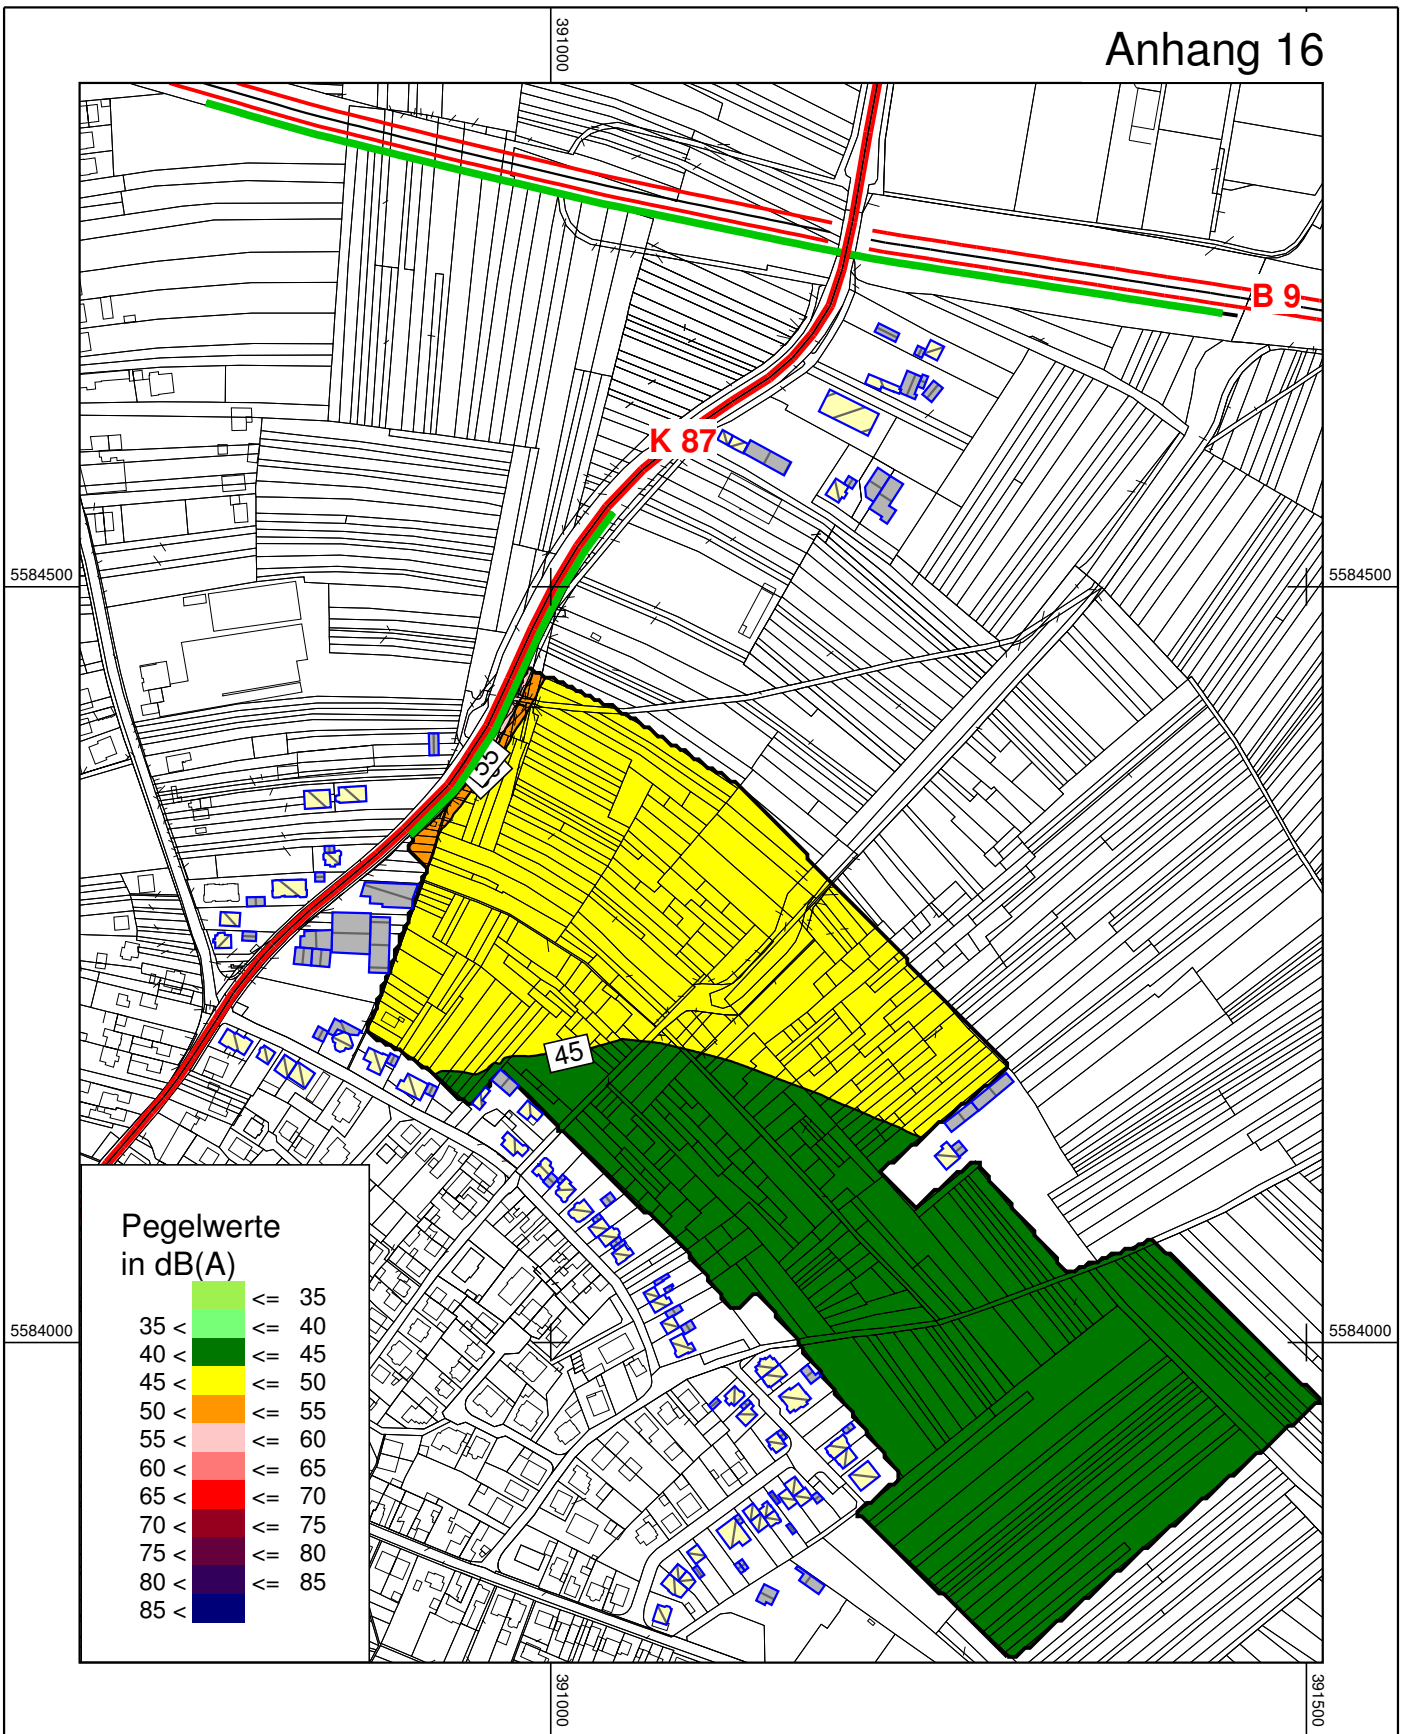 Anhang 16
391000
B 9
K 87
5584500
5584500
55
45
5584000
5584000
Pegelwerte
in dB(A)
<= 35
35 < <= 40
40 < <= 45
45 < <= 50
50 < <= 55
55 < <= 60
60 < <= 65
65 < <= 70
70 < <= 75
75 < <= 80
80 < <= 85
85 <
391000
391500